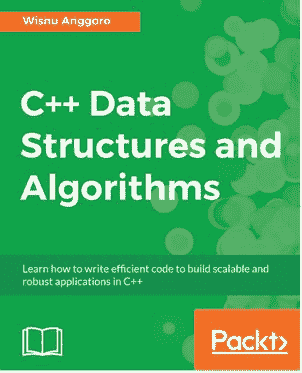 Wisnu Anggoro
C++ Data
Structures and
Algorithms
Learn how to write efficient code to build scalable and
robust applications in C++
Packt>